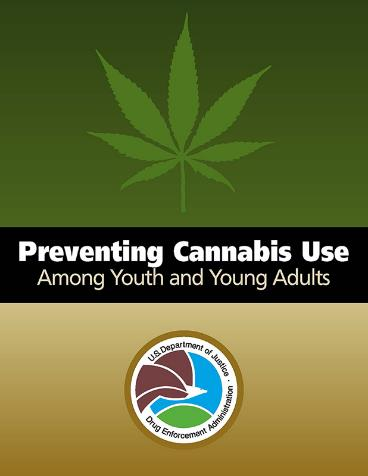 Preventing Cannabis Use
Among Youth and Young Adults
U.S. Department of Justice ·
Drug Enforcement Administration